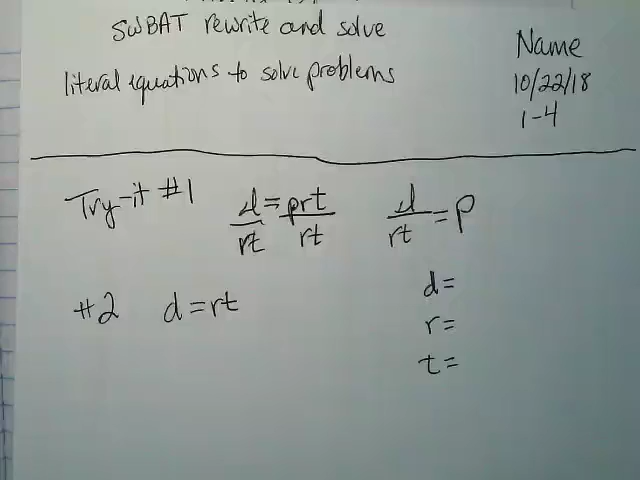 SWBAT rewrite and solve
literal equations to solve problems
Name
10/22/18
1-4
Try-it #1 d/rt = prt/rt d/rt = p
#2 d=rt
d=
r=
t=